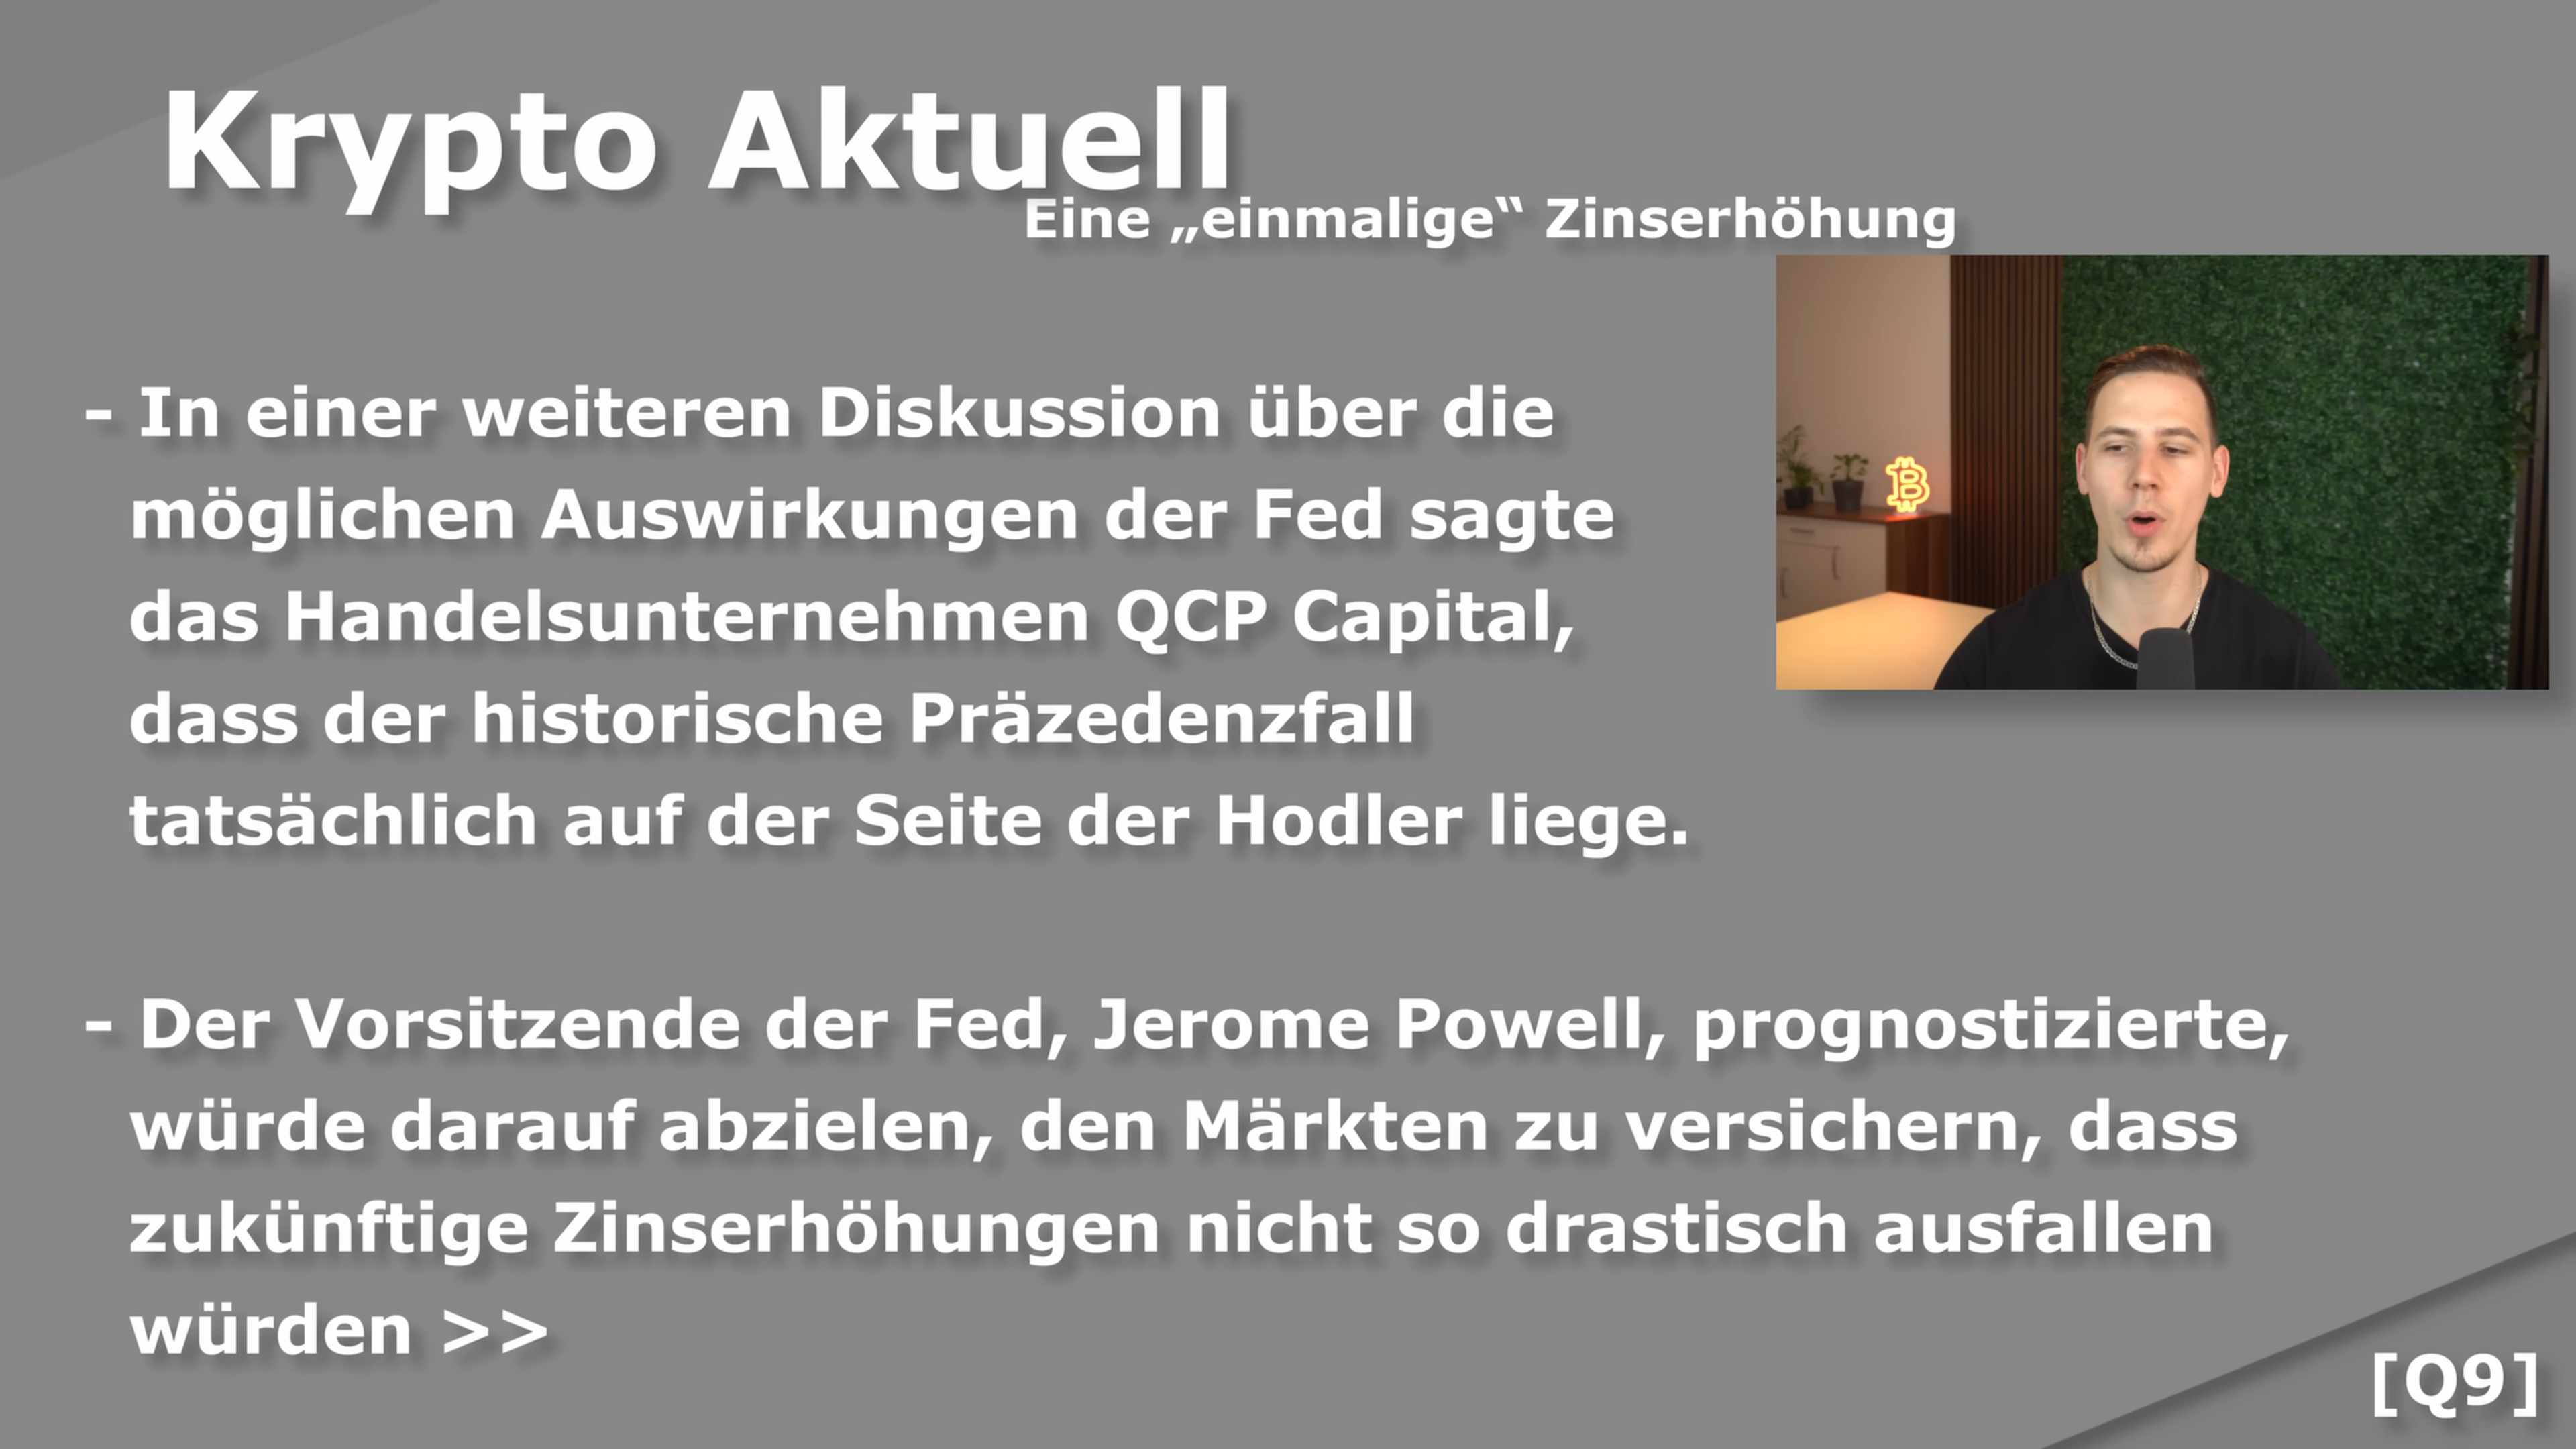 Krypto Aktuell
Eine „einmalige“ Zinserhöhung
- In einer weiteren Diskussion über die
möglichen Auswirkungen der Fed sagte
das Handelsunternehmen QCP Capital,
dass der historische Präzedenzfall
tatsächlich auf der Seite der Hodler liege.
- Der Vorsitzende der Fed, Jerome Powell, prognostizierte,
würde darauf abzielen, den Märkten zu versichern, dass
zukünftige Zinserhöhungen nicht so drastisch ausfallen
würden >>
[Q9]